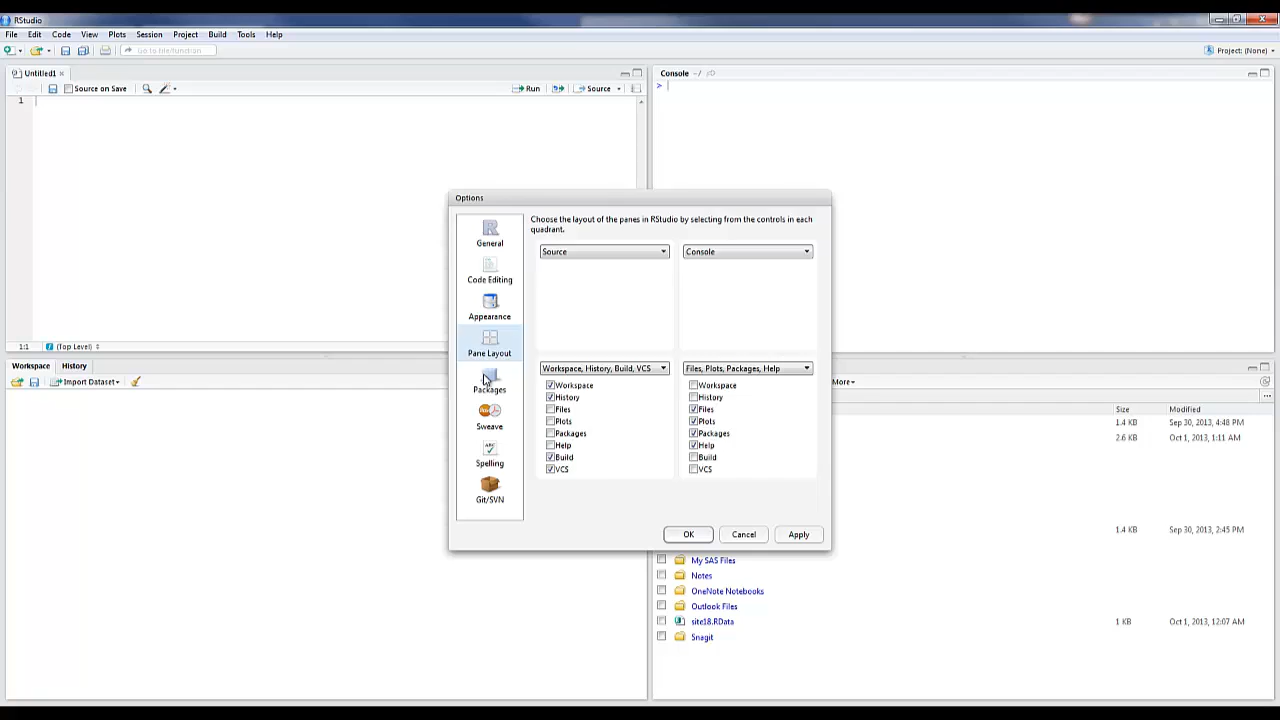 RStudio
File Edit Code View Plots Session Project Build Tools Help
Go to file/function Project: (None)
Untitled1
Source on Save Run Source
1
Console ~/
>
Options
General
Code Editing
Appearance
Pane Layout
Packages
Sweave
Spelling
Git/SVN
Choose the layout of the panes in RStudio by selecting from the controls in each
quadrant.
Source Console
Workspace, History, Build, VCS Files, Plots, Packages, Help
Workspace Workspace
History History
Files Files
Plots Plots
Packages Packages
Help Help
Build Build
VCS VCS
OK Cancel Apply
1:1 (Top Level)
Workspace History
Import Dataset
More
Size Modified
1.4 KB Sep 30, 2013, 4:48 PM
2.6 KB Oct 1, 2013, 1:11 AM
1.4 KB Sep 30, 2013, 2:45 PM
My SAS Files
Notes
OneNote Notebooks
Outlook Files
site18.RData 1 KB Oct 1, 2013, 12:07 AM
Snagit